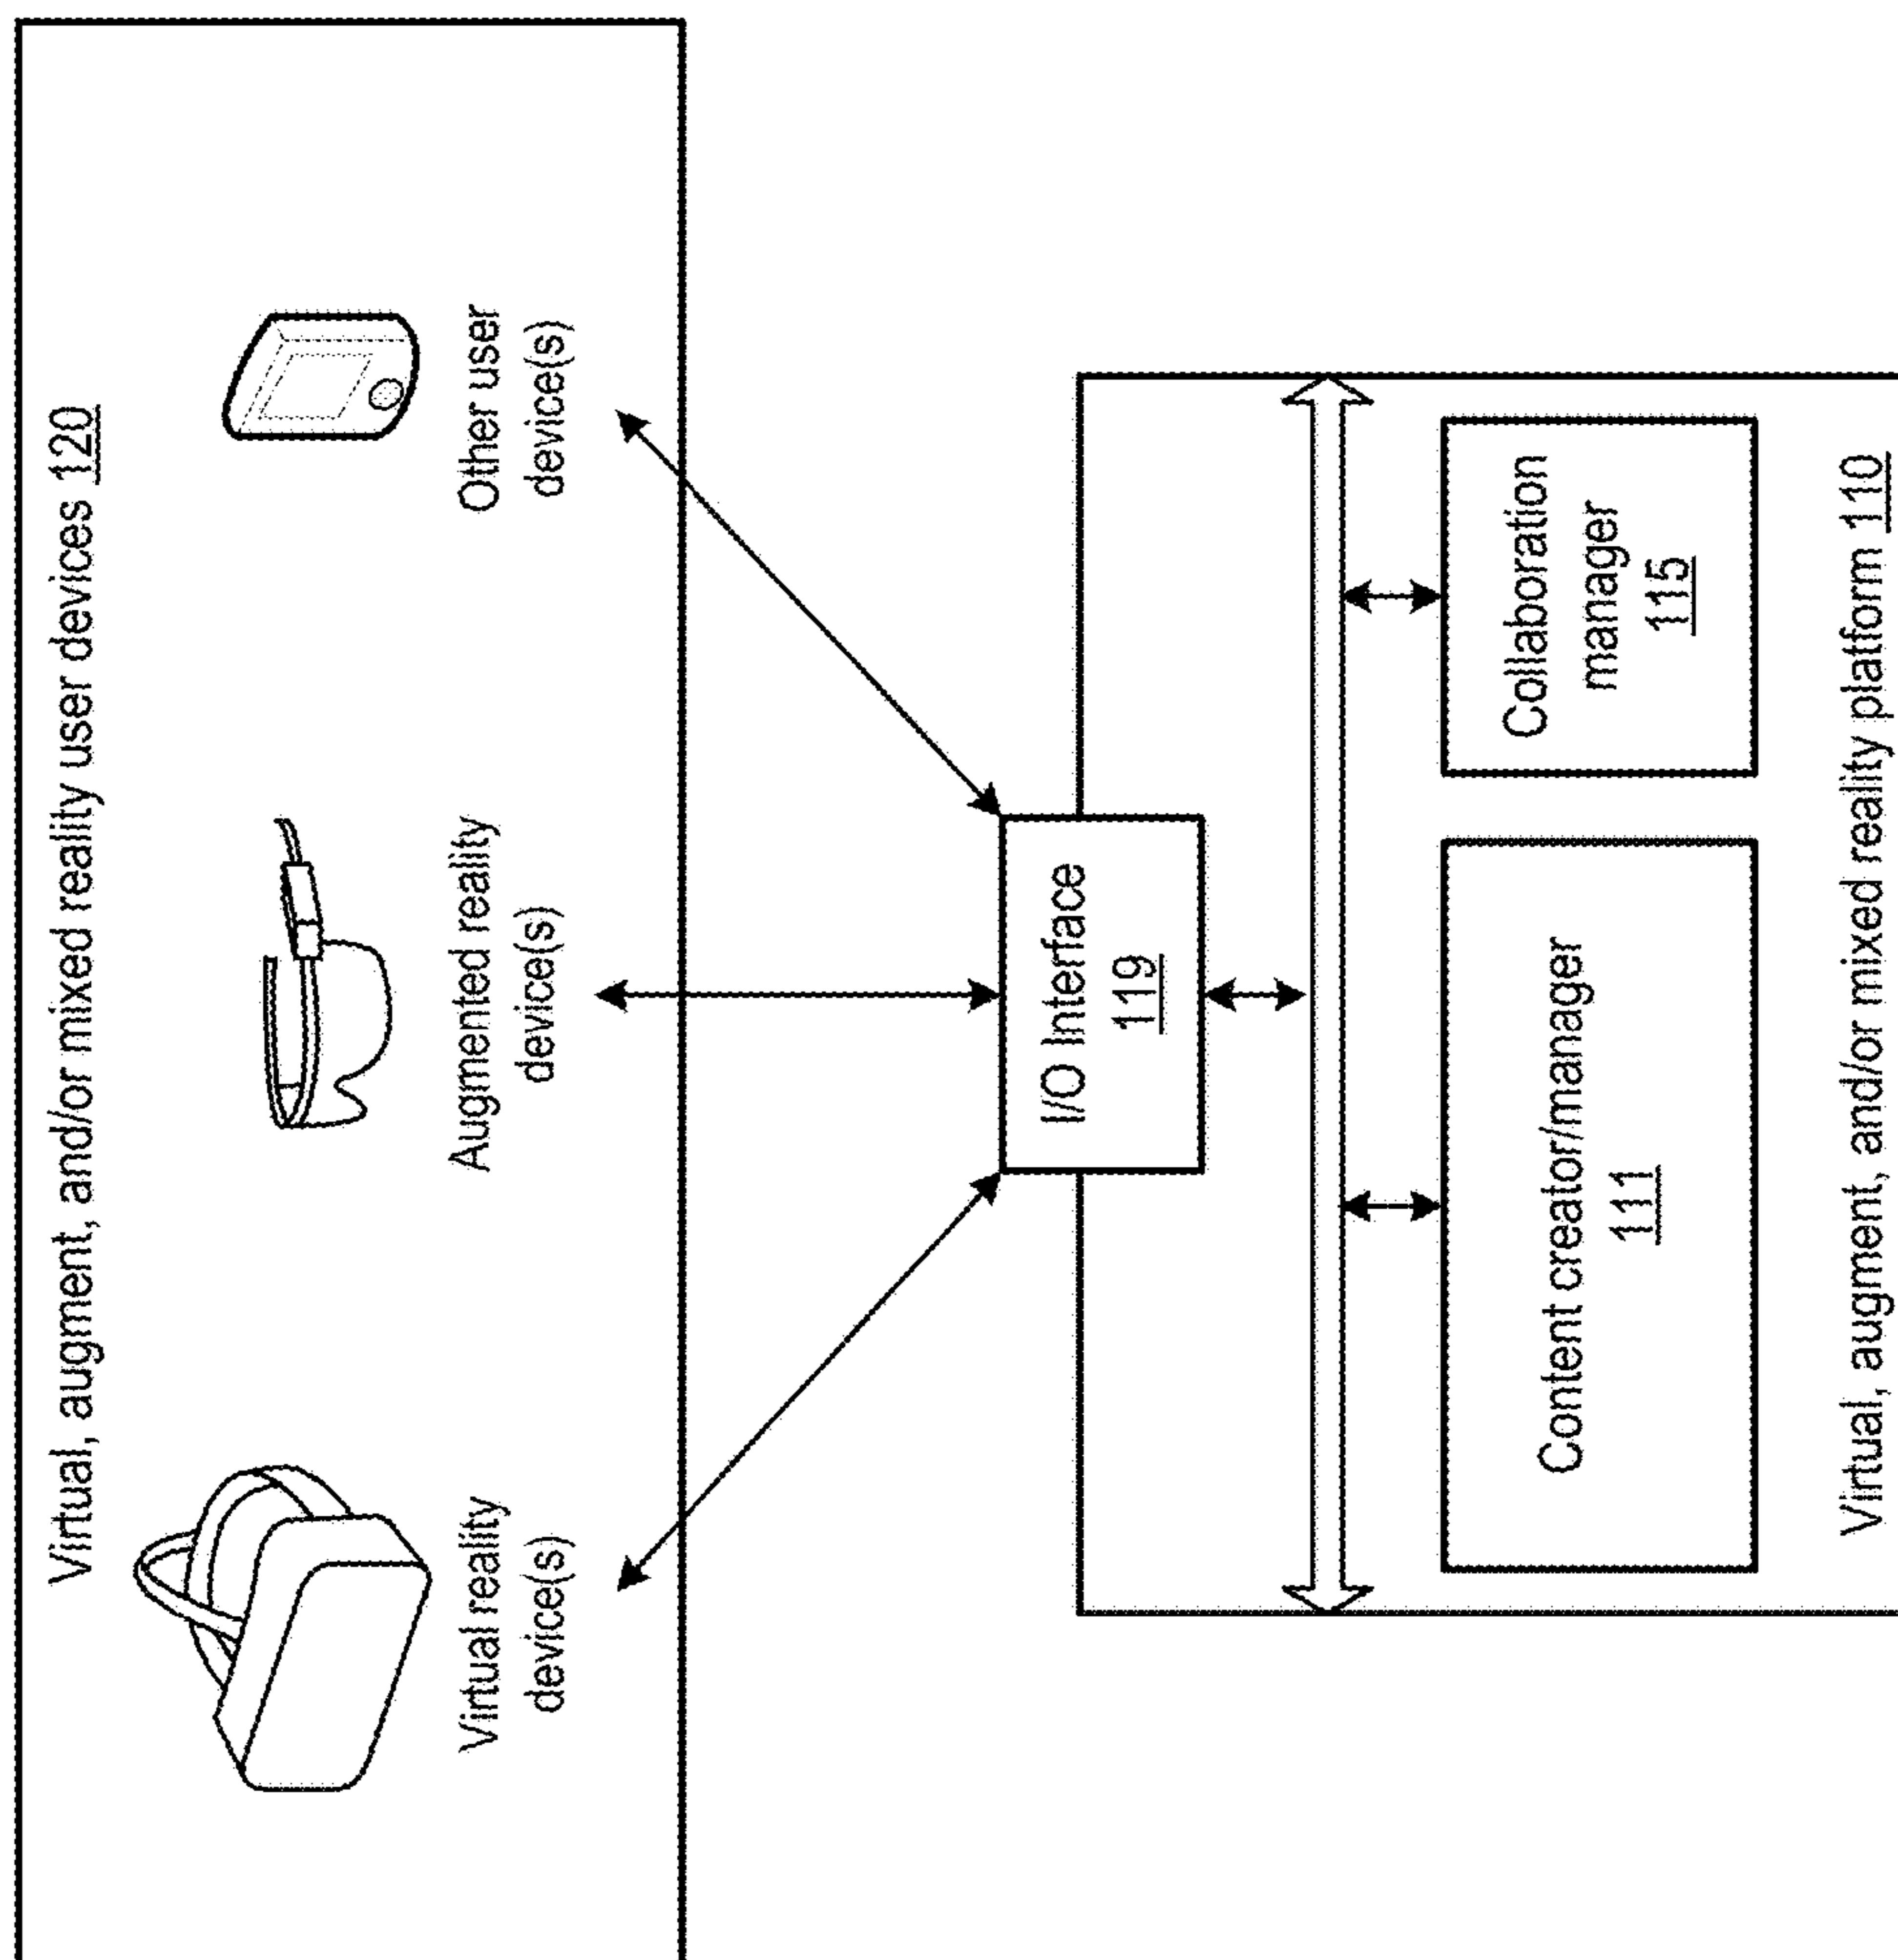 Virtual, augment, and/or mixed reality user devices 120
Virtual reality
device(s)
Augmented reality
device(s)
Other user
device(s)
I/O Interface
119
Content creator/manager
111
Collaboration
manager
115
Virtual, augment, and/or mixed reality platform 110